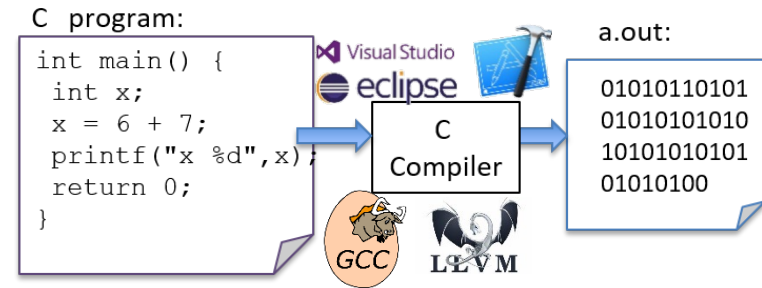 C program:
int main() {
int x;
x = 6 + 7;
printf("x %d",x);
return 0;
}
Visual Studio
eclipse
C
Compiler
GCC
LLVM
a.out:
01010110101
01010101010
10101010101
01010100